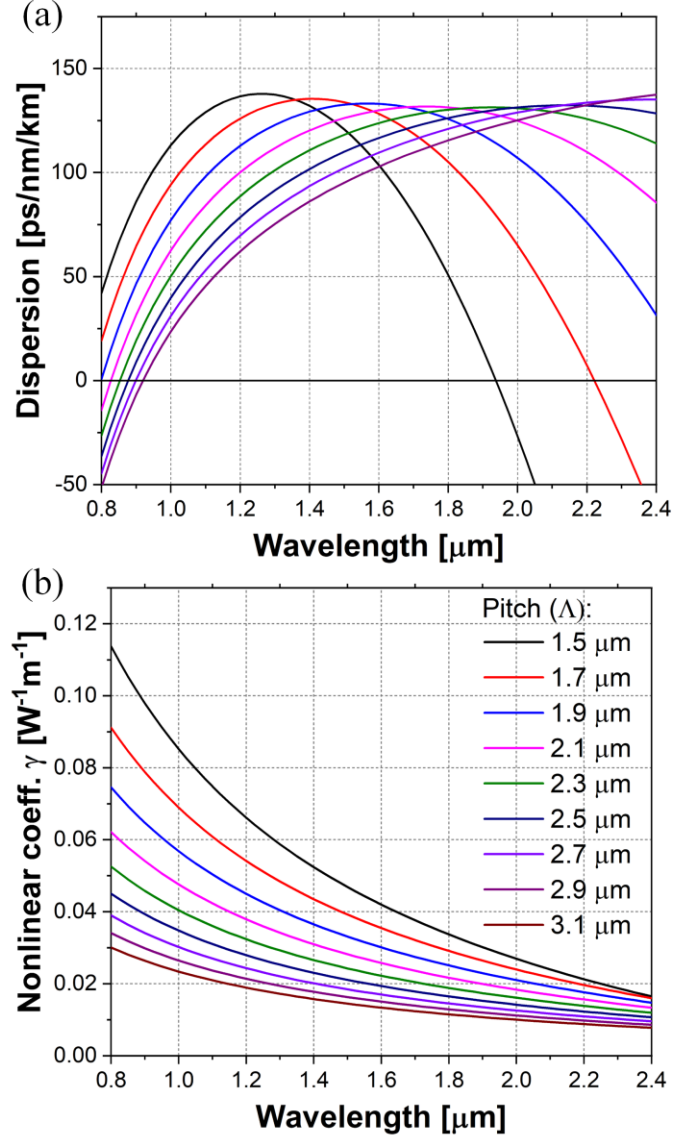 (a)
150
100
50
0
-50
Dispersion [ps/nm/km]
0.8 1.0 1.2 1.4 1.6 1.8 2.0 2.2 2.4
Wavelength [μm]
(b)
0.12
0.10
0.08
0.06
0.04
0.02
0.00
Nonlinear coeff. γ [W⁻¹m⁻¹]
Pitch (Λ):
1.5 μm
1.7 μm
1.9 μm
2.1 μm
2.3 μm
2.5 μm
2.7 μm
2.9 μm
3.1 μm
0.8 1.0 1.2 1.4 1.6 1.8 2.0 2.2 2.4
Wavelength [μm]